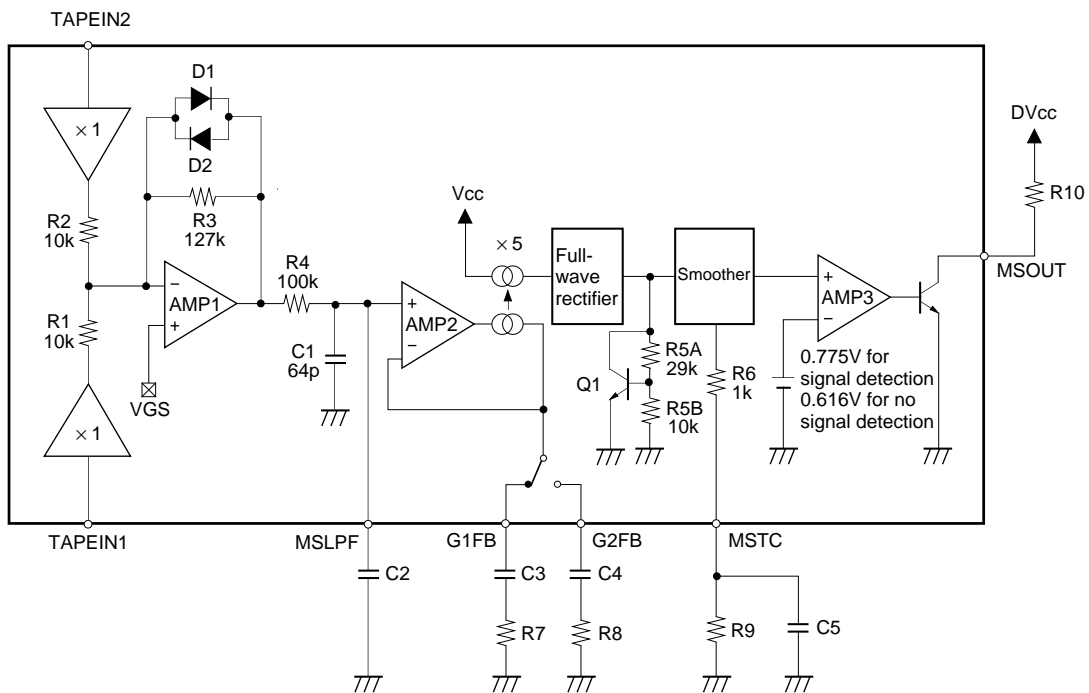 TAPEIN2
D1
× 1
D2
DVcc
R10
R2
10k
R3
127k
Vcc
× 5
MSOUT
R4
100k
Full-
wave
rectifier
Smoother
−
AMP1
+
+
AMP2
−
+
AMP3
−
R1
10k
C1
64p
R5A
29k
Q1
R5B
10k
R6
1k
0.775V for
signal detection
0.616V for no
signal detection
VGS
× 1
TAPEIN1
MSLPF
G1FB
G2FB
MSTC
C2
C3
C4
R7
R8
R9
C5